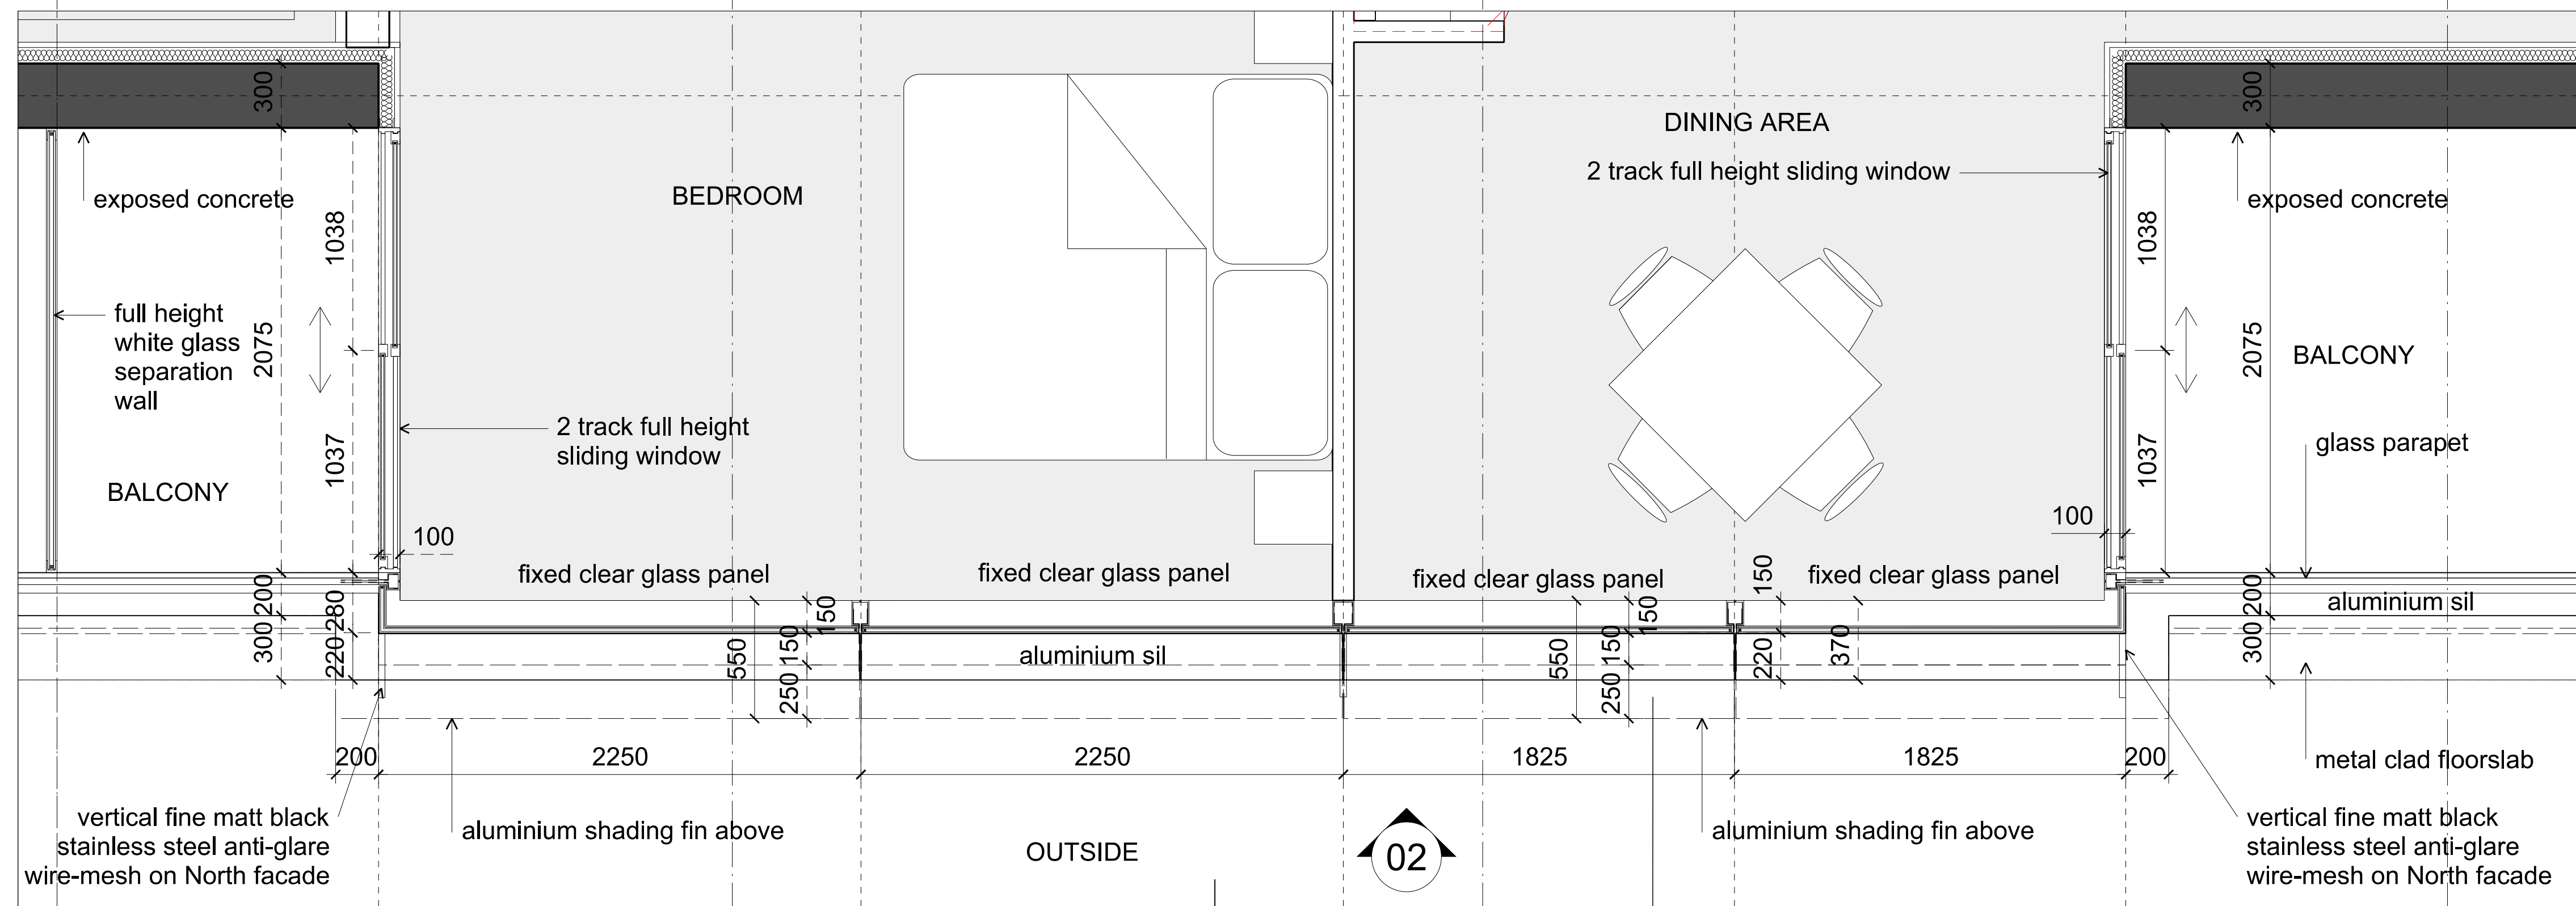 300
300
DINING AREA
2 track full height sliding window
BEDROOM
exposed concrete
exposed concrete
1038
1038
full height
white glass
separation
wall
2075
2075
BALCONY
2 track full height
sliding window
glass parapet
1037
1037
BALCONY
100
100
fixed clear glass panel
fixed clear glass panel
fixed clear glass panel
fixed clear glass panel
150
200
280
150
150
200
aluminium sil
300
220
550
150
aluminium sil
550
150
220
370
300
250
250
200
2250
2250
1825
1825
200
metal clad floorslab
vertical fine matt black
stainless steel anti-glare
wire-mesh on North facade
aluminium shading fin above
OUTSIDE
02
aluminium shading fin above
vertical fine matt black
stainless steel anti-glare
wire-mesh on North facade